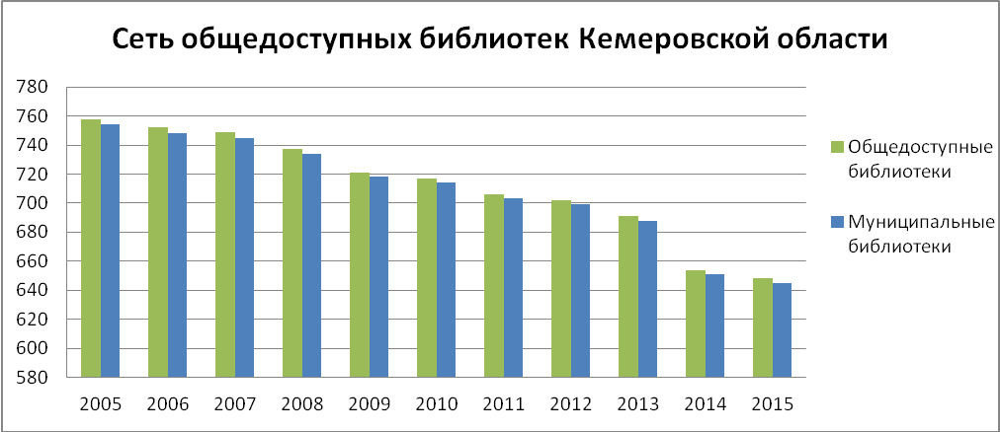 Сеть общедоступных библиотек Кемеровской области
780
760
740
720
700
680
660
640
620
600
580
2005 2006 2007 2008 2009 2010 2011 2012 2013 2014 2015
Общедоступные
библиотеки
Муниципальные
библиотеки